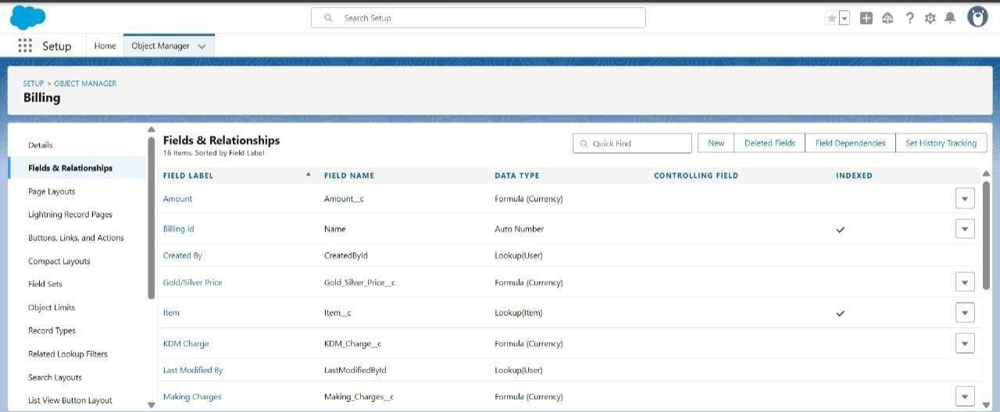 Search Setup
Setup
Home
Object Manager
SETUP > OBJECT MANAGER
Billing
Details
Fields & Relationships
Page Layouts
Lightning Record Pages
Buttons, Links, and Actions
Compact Layouts
Field Sets
Object Limits
Record Types
Related Lookup Filters
Search Layouts
List View Button Layout
Fields & Relationships
16 Items. Sorted by Field Label
Quick Find
New
Deleted Fields
Field Dependencies
Set History Tracking
FIELD LABEL FIELD NAME DATA TYPE CONTROLLING FIELD INDEXED
Amount Amount__c Formula (Currency)
Billing Id Name Auto Number ✓
Created By CreatedById Lookup(User)
Gold/Silver Price Gold_Silver_Price__c Formula (Currency)
Item Item__c Lookup(Item) ✓
KDM Charge KDM_Charge__c Formula (Currency)
Last Modified By LastModifiedById Lookup(User)
Making Charges Making_Charges__c Formula (Currency)